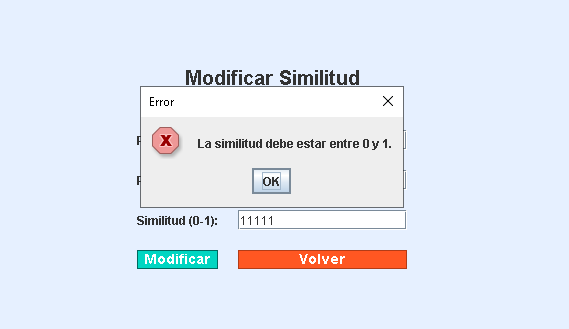 Modificar Similitud
Error
La similitud debe estar entre 0 y 1.
OK
Similitud (0-1): 11111
Modificar Volver